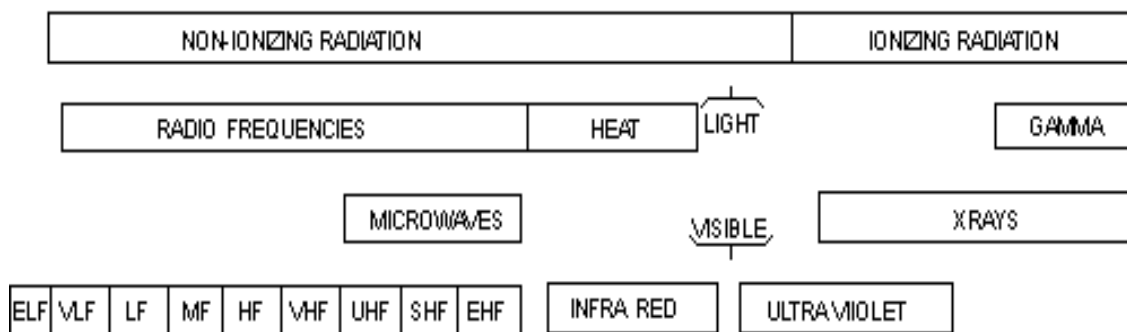 NON-IONIZING RADIATION IONIZING RADIATION
RADIO FREQUENCIES HEAT LIGHT GAMMA
MICROWAVES VISIBLE XRAYS
ELF VLF LF MF HF VHF UHF SHF EHF INFRA RED ULTRAVIOLET